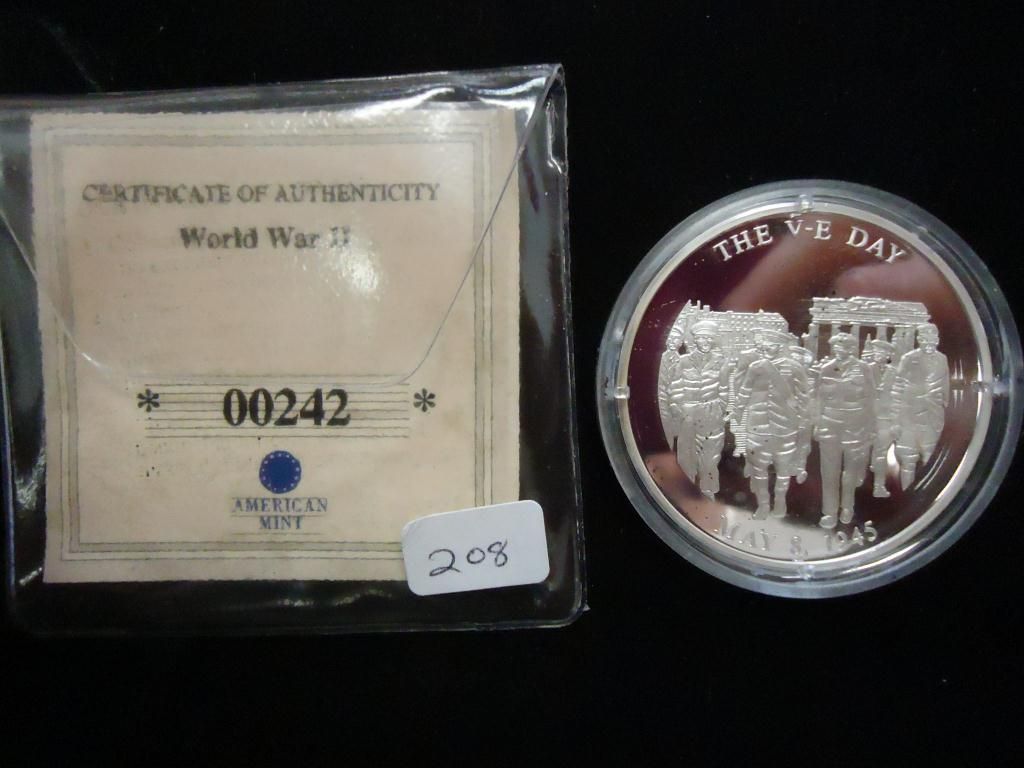 CERTIFICATE OF AUTHENTICITY
World War II
* 00242 *
AMERICAN
MINT
208
THE V-E DAY
MAY 8, 1945